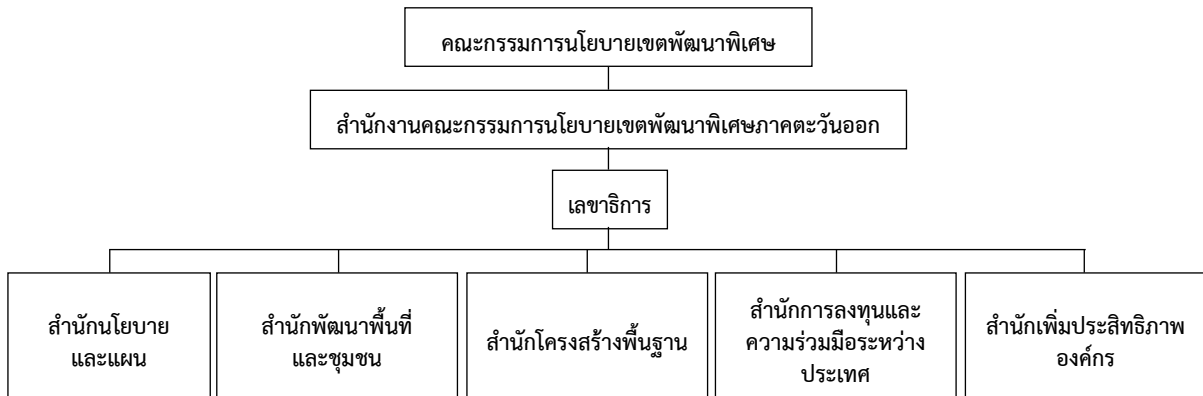 คณะกรรมการนโยบายเขตพัฒนาพิเศษ
สำนักงานคณะกรรมการนโยบายเขตพัฒนาพิเศษภาคตะวันออก
เลขาธิการ
สำนักนโยบาย
และแผน
สำนักพัฒนาพื้นที่
และชุมชน
สำนักโครงสร้างพื้นฐาน
สำนักการลงทุนและ
ความร่วมมือระหว่าง
ประเทศ
สำนักเพิ่มประสิทธิภาพ
องค์กร